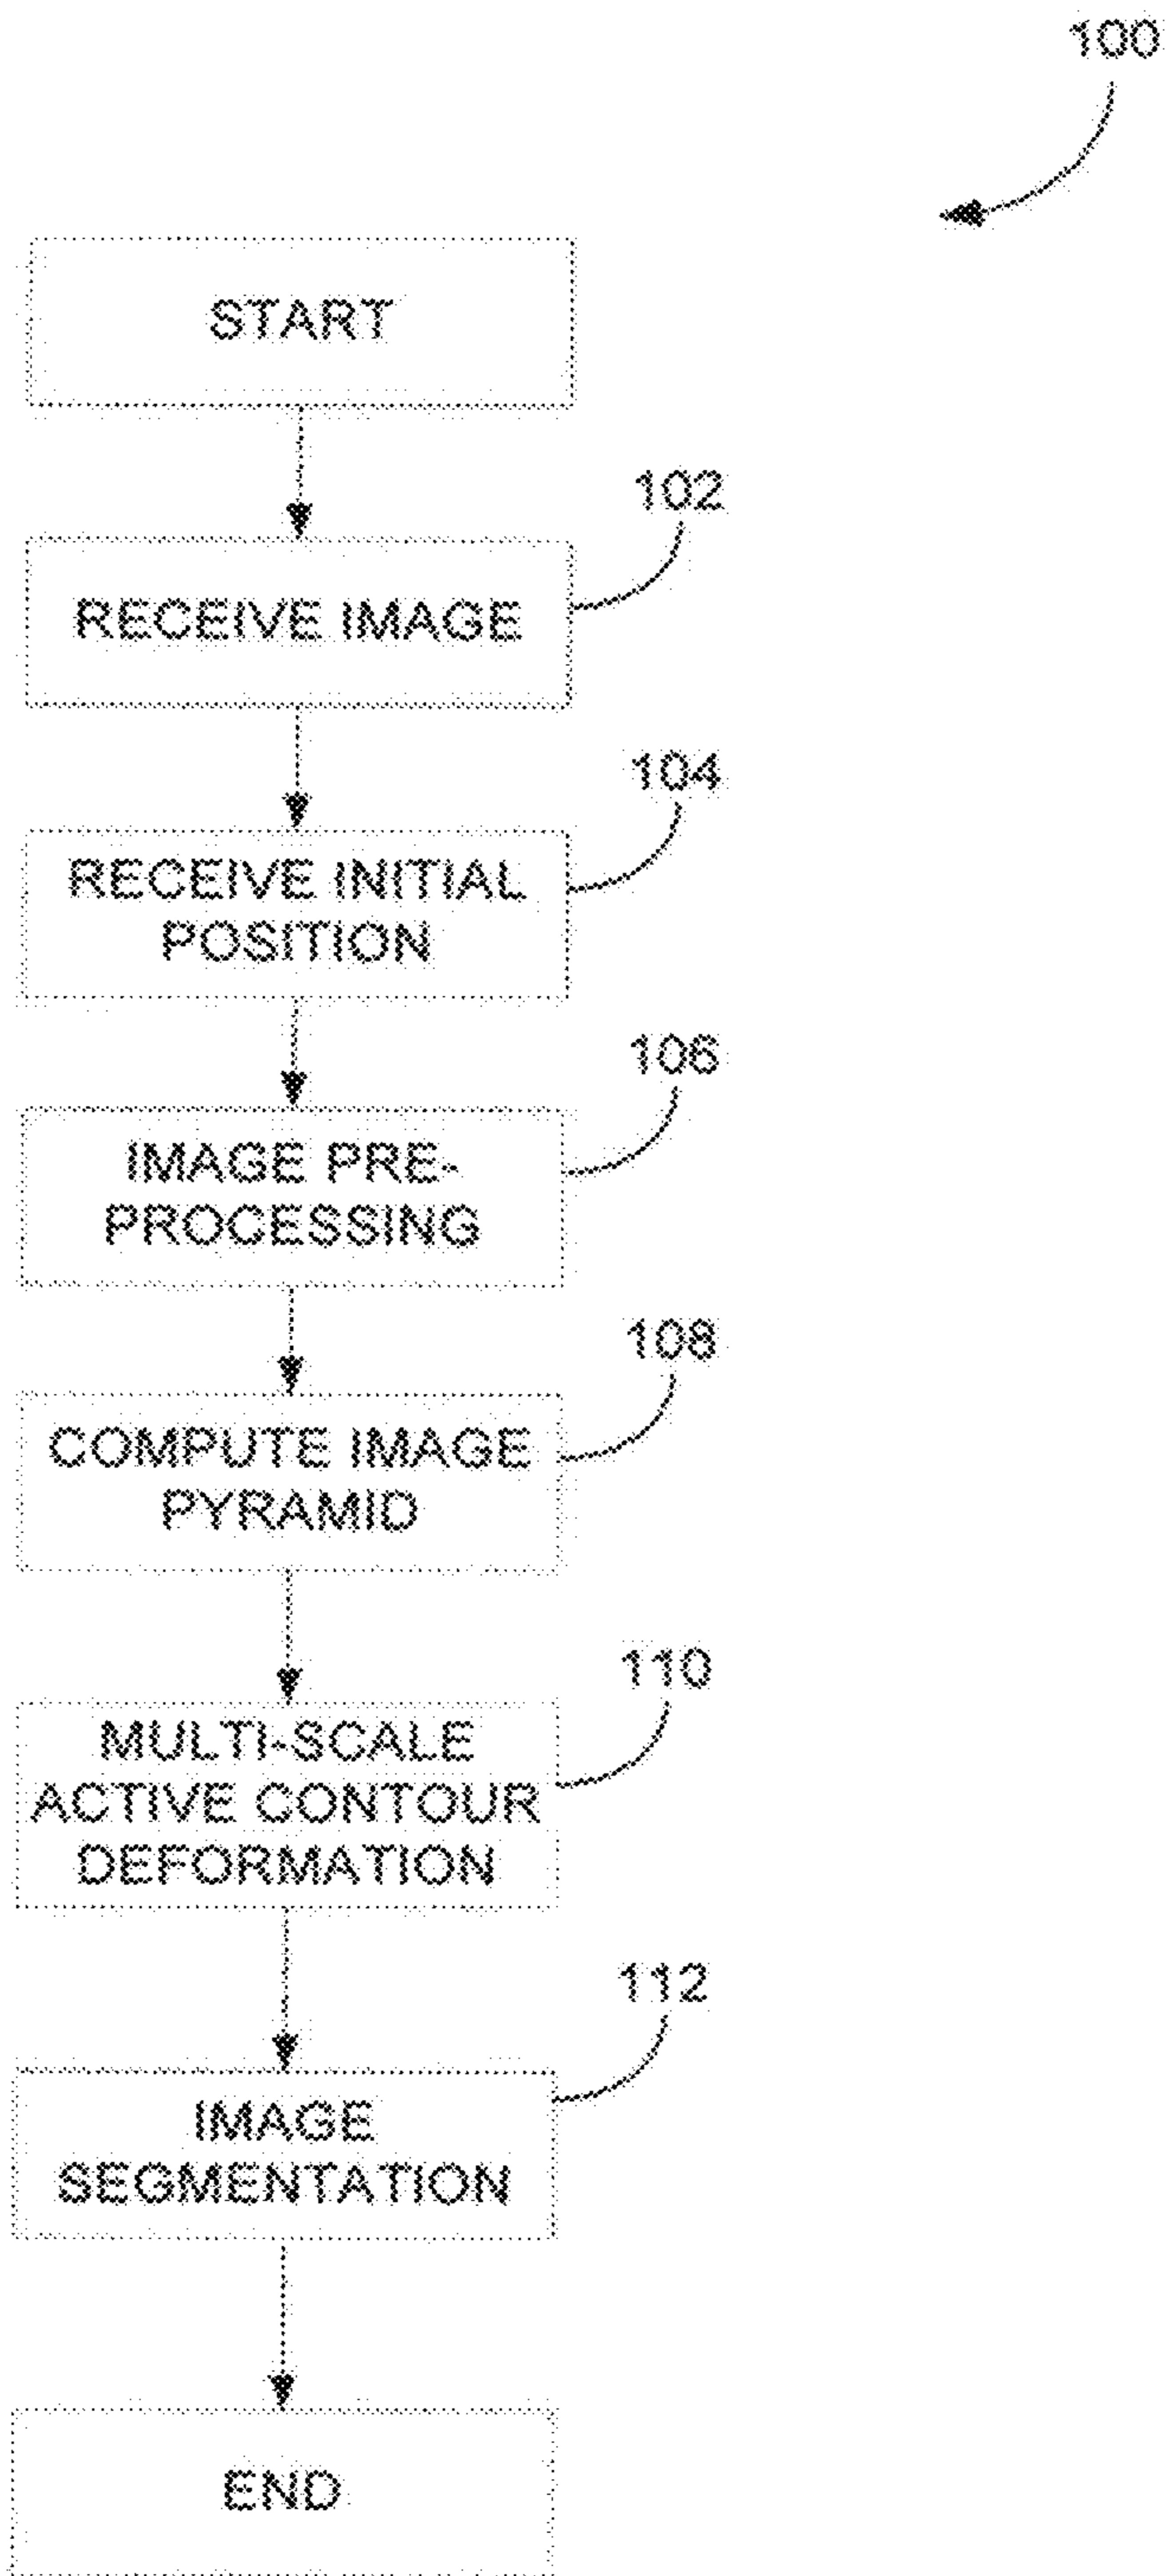 100
START
102
RECEIVE IMAGE
104
RECEIVE INITIAL
POSITION
106
IMAGE PRE-
PROCESSING
108
COMPUTE IMAGE
PYRAMID
110
MULTI-SCALE
ACTIVE CONTOUR
DEFORMATION
112
IMAGE
SEGMENTATION
END